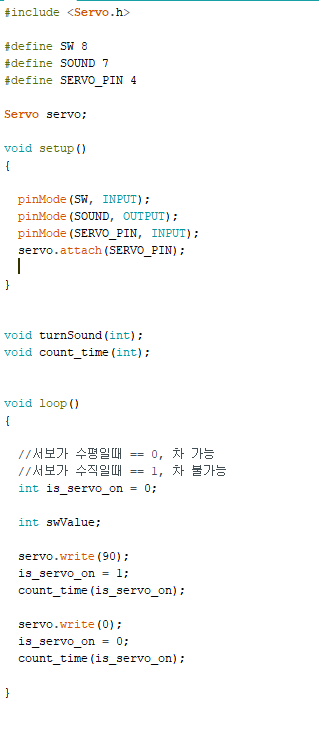 #include <Servo.h>
#define SW 8
#define SOUND 7
#define SERVO_PIN 4
Servo servo;
void setup()
{
pinMode(SW, INPUT);
pinMode(SOUND, OUTPUT);
pinMode(SERVO_PIN, INPUT);
servo.attach(SERVO_PIN);
}
void turnSound(int);
void count_time(int);
void loop()
{
//서보가 수평일때 == 0, 차 가능
//서보가 수직일때 == 1, 차 불가능
int is_servo_on = 0;
int swValue;
servo.write(90);
is_servo_on = 1;
count_time(is_servo_on);
servo.write(0);
is_servo_on = 0;
count_time(is_servo_on);
}